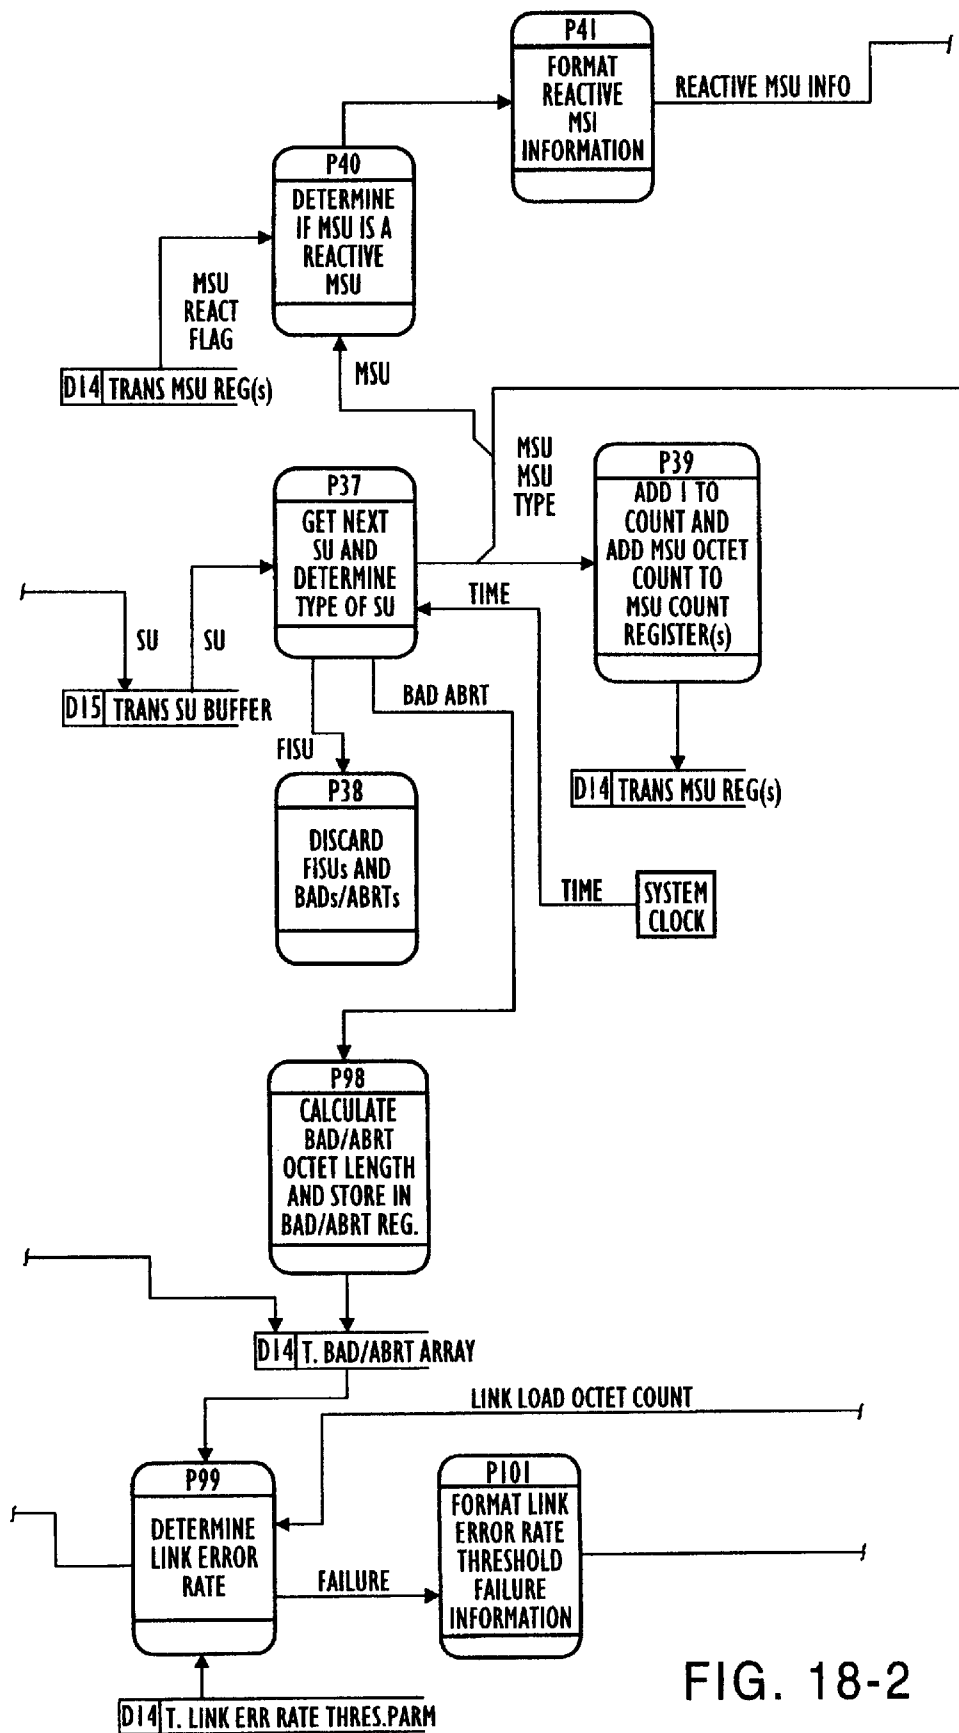 P41
FORMAT
REACTIVE
MSI
INFORMATION
REACTIVE MSU INFO
P40
DETERMINE
IF MSU IS A
REACTIVE
MSU
MSU
REACT
FLAG
D14 TRANS MSU REG(s)
MSU
MSU
MSU
TYPE
P39
ADD 1 TO
COUNT AND
ADD MSU OCTET
COUNT TO
MSU COUNT
REGISTER(s)
P37
GET NEXT
SU AND
DETERMINE
TYPE OF SU
TIME
SU
SU
D15 TRANS SU BUFFER
BAD ABRT
FISU
P38
DISCARD
FISUs AND
BADs/ABRTs
D14 TRANS MSU REG(s)
TIME
SYSTEM
CLOCK
P98
CALCULATE
BAD/ABRT
OCTET LENGTH
AND STORE IN
BAD/ABRT REG.
D14 T. BAD/ABRT ARRAY
LINK LOAD OCTET COUNT
P99
DETERMINE
LINK ERROR
RATE
FAILURE
P101
FORMAT LINK
ERROR RATE
THRESHOLD
FAILURE
INFORMATION
D14 T. LINK ERR RATE THRES.PARM
FIG. 18-2